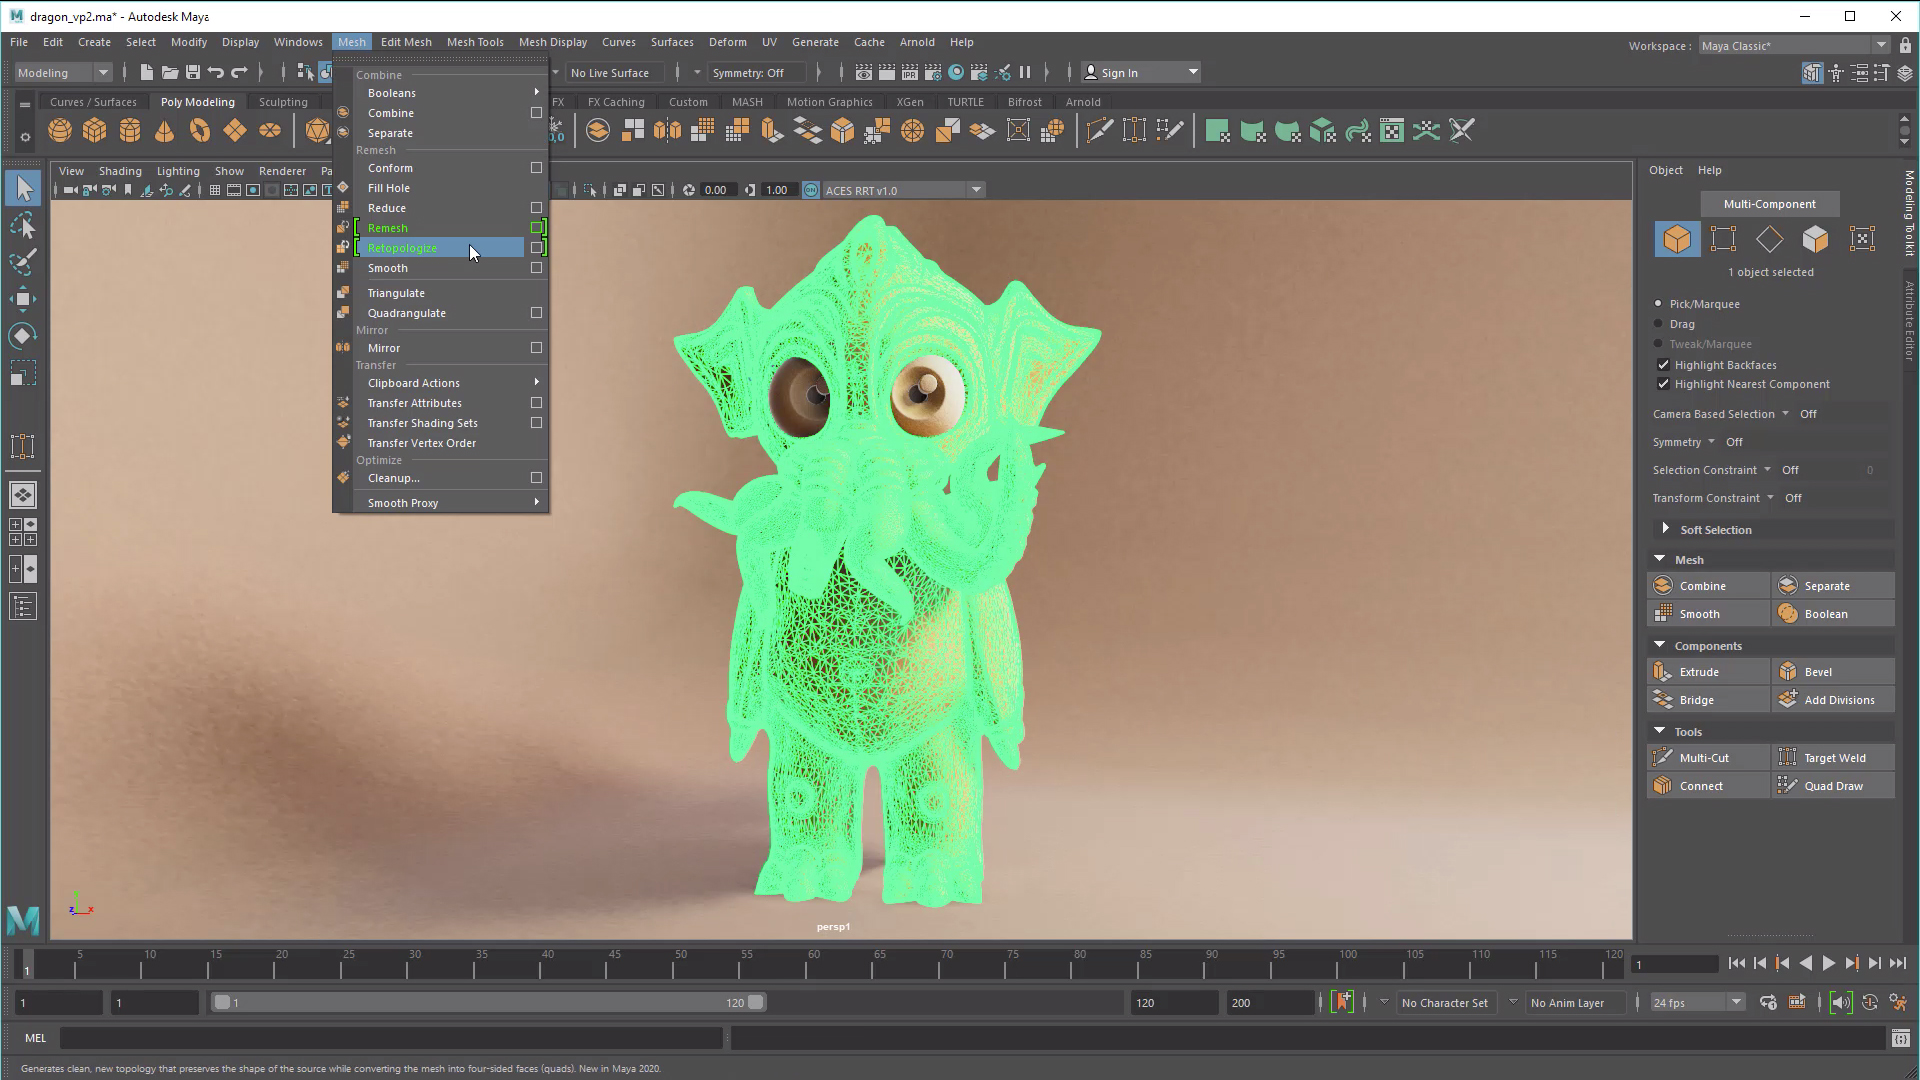 dragon_vp2.ma* - Autodesk Maya
File Edit Create Select Modify Display Windows Mesh Edit Mesh Mesh Tools Mesh Display Curves Surfaces Deform UV Generate Cache Arnold Help
Workspace : Maya Classic*
Modeling No Live Surface Symmetry: Off IPR Sign In
Curves / Surfaces Poly Modeling Sculpting FX FX Caching Custom MASH Motion Graphics XGen TURTLE Bifrost Arnold
View Shading Lighting Show Renderer Pa
0.00 1.00 ON ACES RRT v1.0
Combine
Booleans
Combine
Separate
Remesh
Conform
Fill Hole
Reduce
Remesh
Retopologize
Smooth
Triangulate
Quadrangulate
Mirror
Mirror
Transfer
Clipboard Actions
Transfer Attributes
Transfer Shading Sets
Transfer Vertex Order
Optimize
Cleanup...
Smooth Proxy
persp1
z x
Object Help
Multi-Component
1 object selected
Pick/Marquee
Drag
Tweak/Marquee
Highlight Backfaces
Highlight Nearest Component
Camera Based Selection Off
Symmetry Off
Selection Constraint Off 0
Transform Constraint Off
Soft Selection
Mesh
Combine Separate
Smooth Boolean
Components
Extrude Bevel
Bridge Add Divisions
Tools
Multi-Cut Target Weld
Connect Quad Draw
Modeling Toolkit
Attribute Editor
1 5 10 15 20 25 30 35 40 45 50 55 60 65 70 75 80 85 90 95 100 105 110 115 120 1
1 1 1 120 120 200 No Character Set No Anim Layer 24 fps
MEL
Generates clean, new topology that preserves the shape of the source while converting the mesh into four-sided faces (quads). New in Maya 2020.